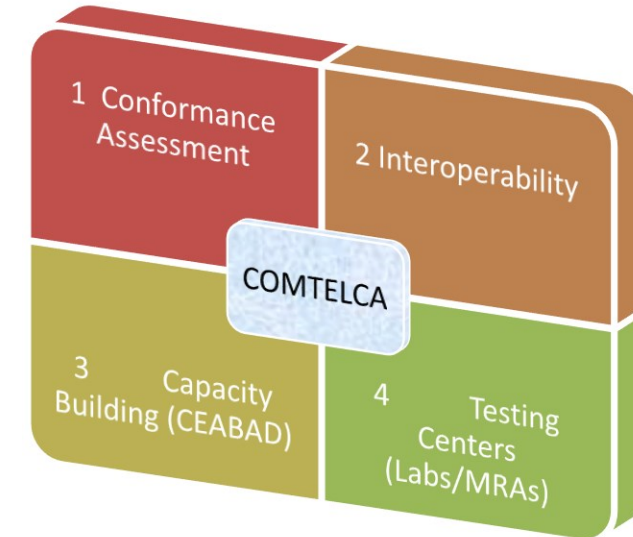 1 Conformance
Assessment
2 Interoperability
COMTELCA
3 Capacity
Building (CEABAD)
4 Testing
Centers
(Labs/MRAs)